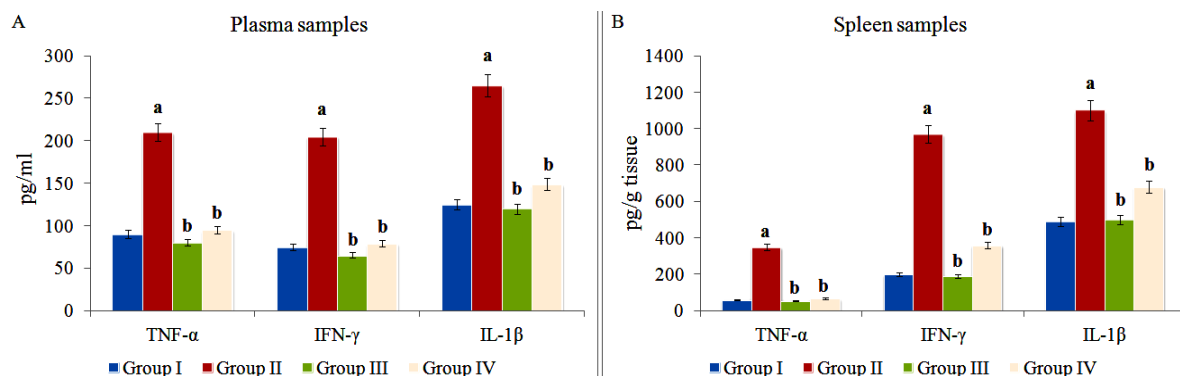 A
Plasma samples
pg/ml
300
250
200
150
100
50
0
a
b
b
a
b
b
a
b
b
TNF-α
IFN-γ
IL-1β
Group I
Group II
Group III
Group IV
B
Spleen samples
pg/g tissue
1400
1200
1000
800
600
400
200
0
a
b
b
a
b
b
a
b
b
TNF-α
IFN-γ
IL-1β
Group I
Group II
Group III
Group IV